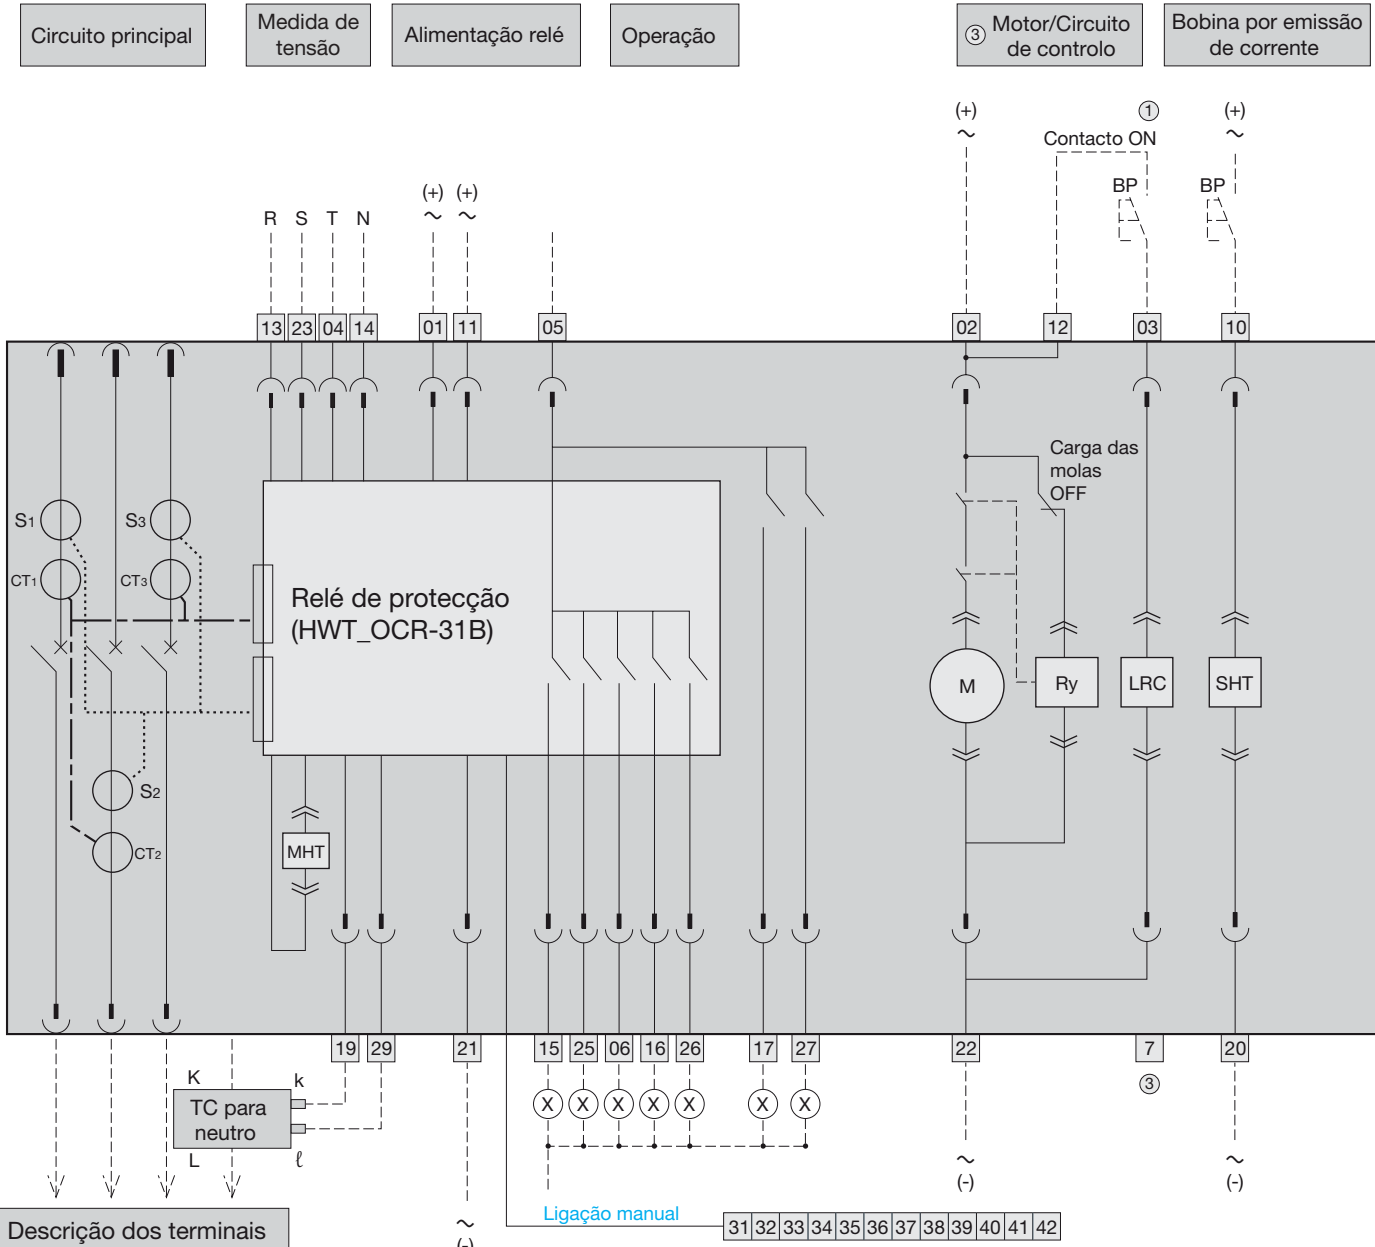 Circuito principal
Medida de
tensão
Alimentação relé
Operação
③ Motor/Circuito
de controlo
Bobina por emissão
de corrente
(+) ① (+)
~ ~
Contacto ON
BP BP
(+) (+)
~ ~
R S T N
13 23 04 14 01 11 05 02 12 03 10
Carga das
molas
OFF
S1 S3
CT1 CT3
Relé de protecção
(HWT_OCR-31B)
M Ry LRC SHT
S2
CT2
MHT
19 29 21 15 25 06 16 26 17 27 22 7 20
③
K k
TC para
neutro
L ℓ
X X X X X X X
~ ~
(-) (-)
Ligação manual
Descrição dos terminais
~
(-)
31 32 33 34 35 36 37 38 39 40 41 42